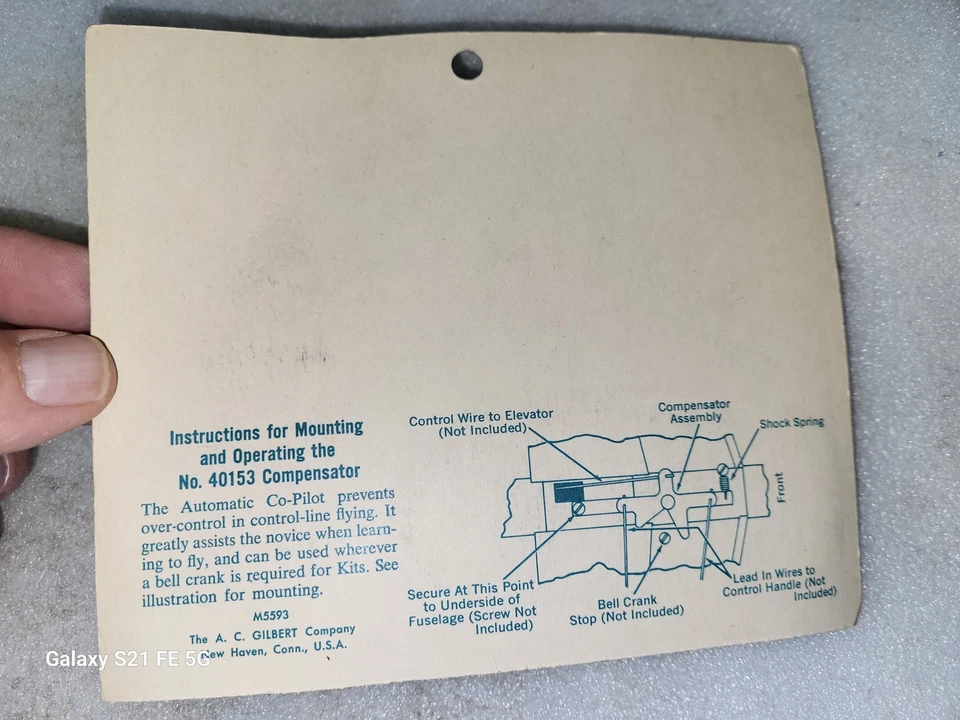 Instructions for Mounting
and Operating the
No. 40153 Compensator
The Automatic Co-Pilot prevents
over-control in control-line flying. It
greatly assists the novice when learn-
ing to fly, and can be used wherever
a bell crank is required for Kits. See
illustration for mounting.
M5593
The A. C. GILBERT Company
New Haven, Conn., U.S.A.
Control Wire to Elevator
(Not Included)
Compensator
Assembly
Shock Spring
Front
Secure At This Point
to Underside of
Fuselage (Screw Not
Included)
Bell Crank
Stop (Not Included)
Lead In Wires to
Control Handle (Not
Included)
Galaxy S21 FE 5G